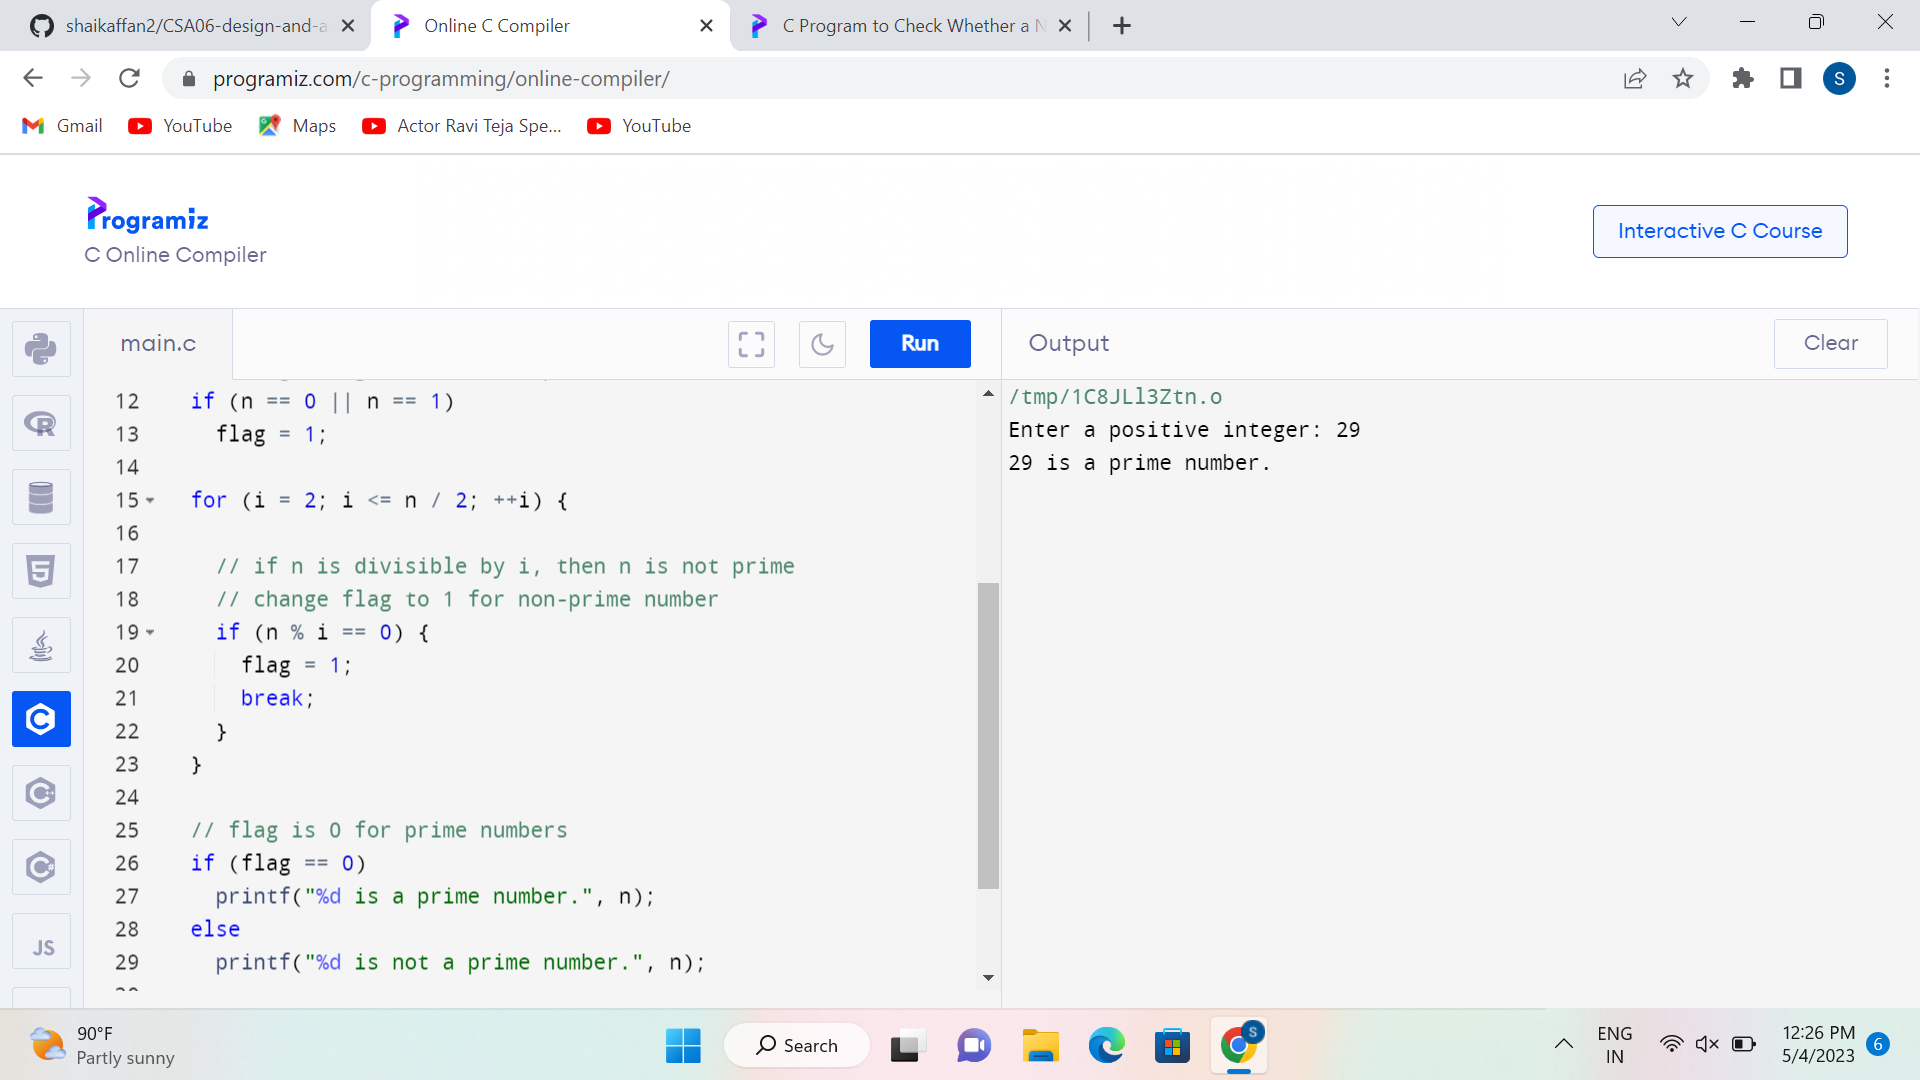 shaikaffan2/CSA06-design-and-a
Online C Compiler
C Program to Check Whether a N
programiz.com/c-programming/online-compiler/
S
Gmail
YouTube
Maps
Actor Ravi Teja Spe...
YouTube
Programiz
C Online Compiler
Interactive C Course
main.c
Run
Output
Clear
12 if (n == 0 || n == 1)
13 flag = 1;
14
15 for (i = 2; i <= n / 2; ++i) {
16
17 // if n is divisible by i, then n is not prime
18 // change flag to 1 for non-prime number
19 if (n % i == 0) {
20 flag = 1;
21 break;
22 }
23 }
24
25 // flag is 0 for prime numbers
26 if (flag == 0)
27 printf("%d is a prime number.", n);
28 else
29 printf("%d is not a prime number.", n);
/tmp/1C8JLl3Ztn.o
Enter a positive integer: 29
29 is a prime number.
JS
90°F
Partly sunny
Search
S
ENG
IN
12:26 PM
5/4/2023
6